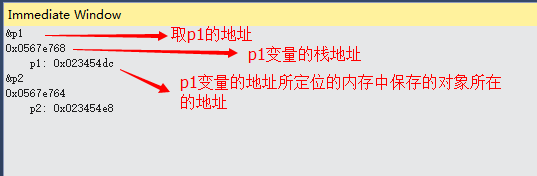 Immediate Window
&p1
取p1的地址
0x0567e768
p1变量的栈地址
p1: 0x023454dc
&p2
p1变量的地址所定位的内存中保存的对象所在
的地址
0x0567e764
p2: 0x023454e8